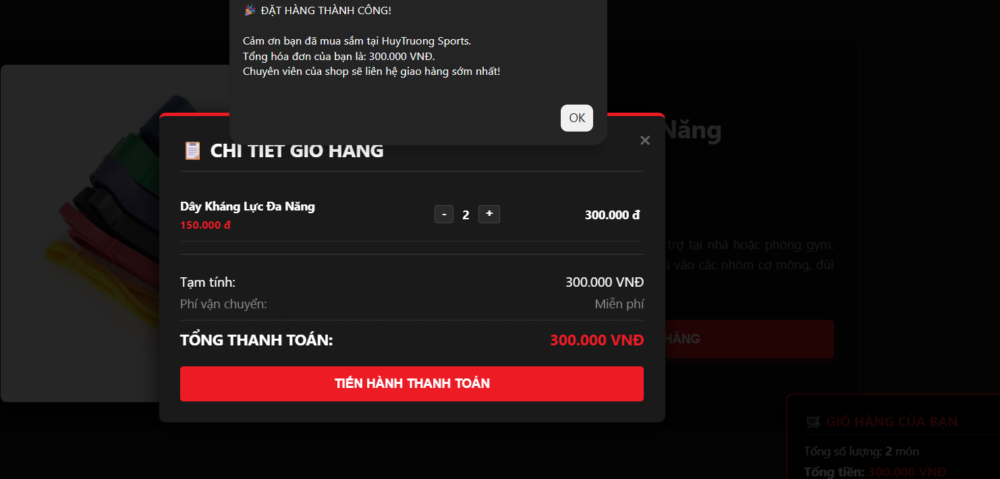 🎉 ĐẶT HÀNG THÀNH CÔNG!
Cảm ơn bạn đã mua sắm tại HuyTruong Sports.
Tổng hóa đơn của bạn là: 300.000 VNĐ.
Chuyên viên của shop sẽ liên hệ giao hàng sớm nhất!
OK
Năng
📋 CHI TIẾT GIỎ HÀNG
×
Dây Kháng Lực Đa Năng
150.000 đ
- 2 +
300.000 đ
trợ tại nhà hoặc phòng gym.
vào các nhóm cơ mông, đùi
Tạm tính: 300.000 VNĐ
Phí vận chuyển: Miễn phí
TỔNG THANH TOÁN: 300.000 VNĐ
HÀNG
TIẾN HÀNH THANH TOÁN
🛒 GIỎ HÀNG CỦA BẠN
Tổng số lượng: 2 món
Tổng tiền: 300.000 VNĐ